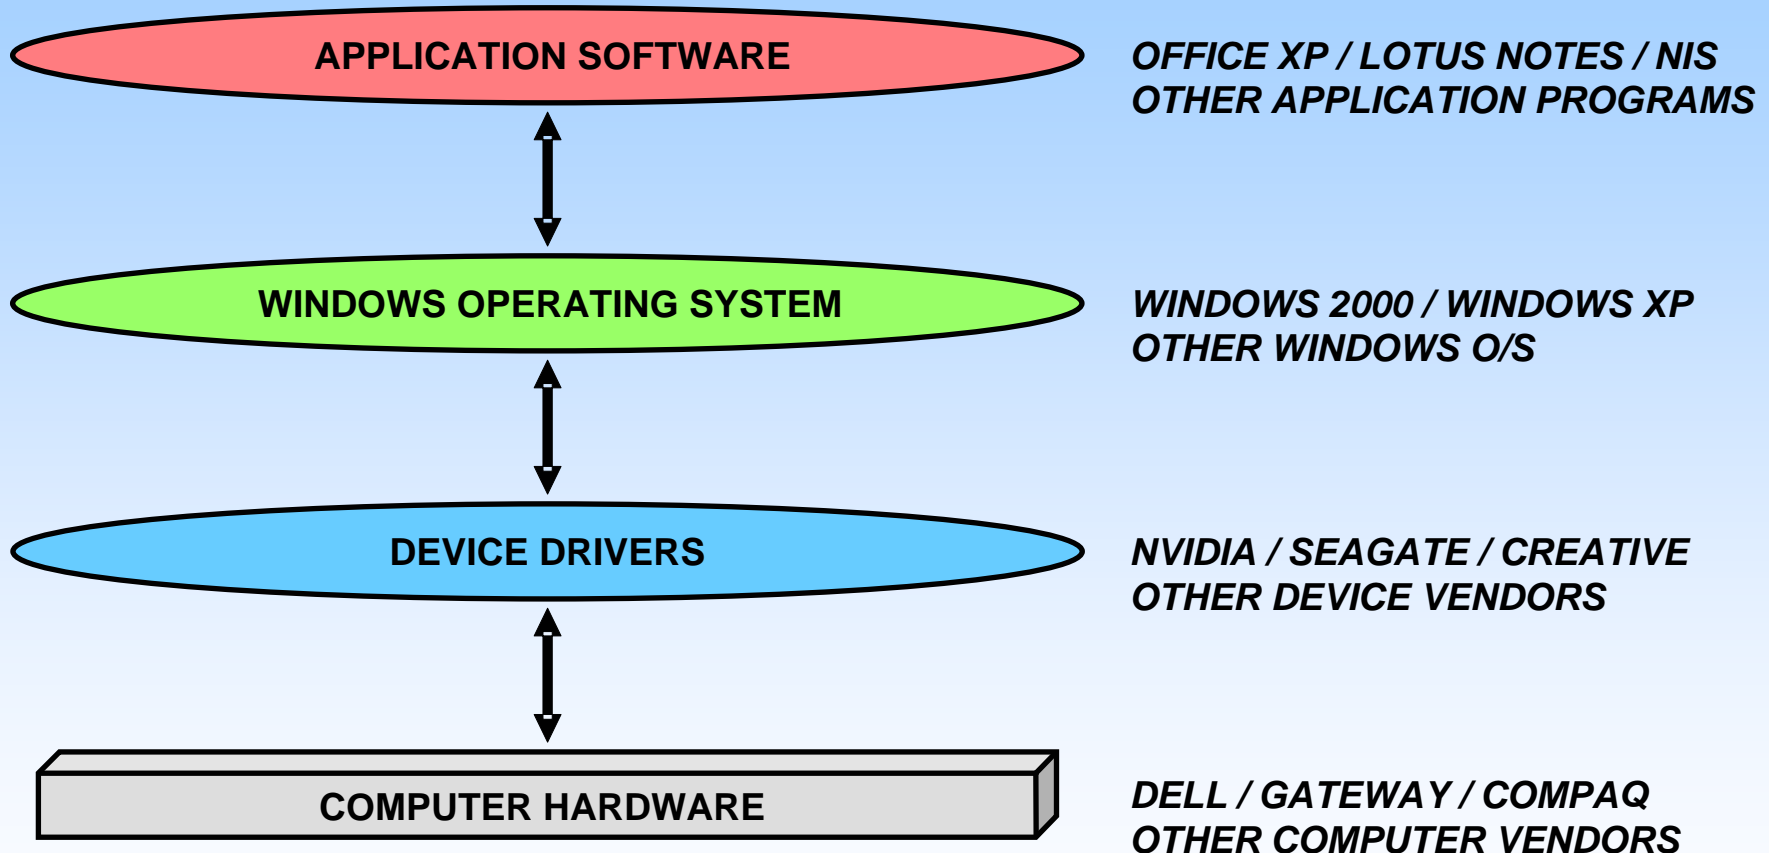 APPLICATION SOFTWARE
OFFICE XP / LOTUS NOTES / NIS
OTHER APPLICATION PROGRAMS
WINDOWS OPERATING SYSTEM
WINDOWS 2000 / WINDOWS XP
OTHER WINDOWS O/S
DEVICE DRIVERS
NVIDIA / SEAGATE / CREATIVE
OTHER DEVICE VENDORS
COMPUTER HARDWARE
DELL / GATEWAY / COMPAQ
OTHER COMPUTER VENDORS